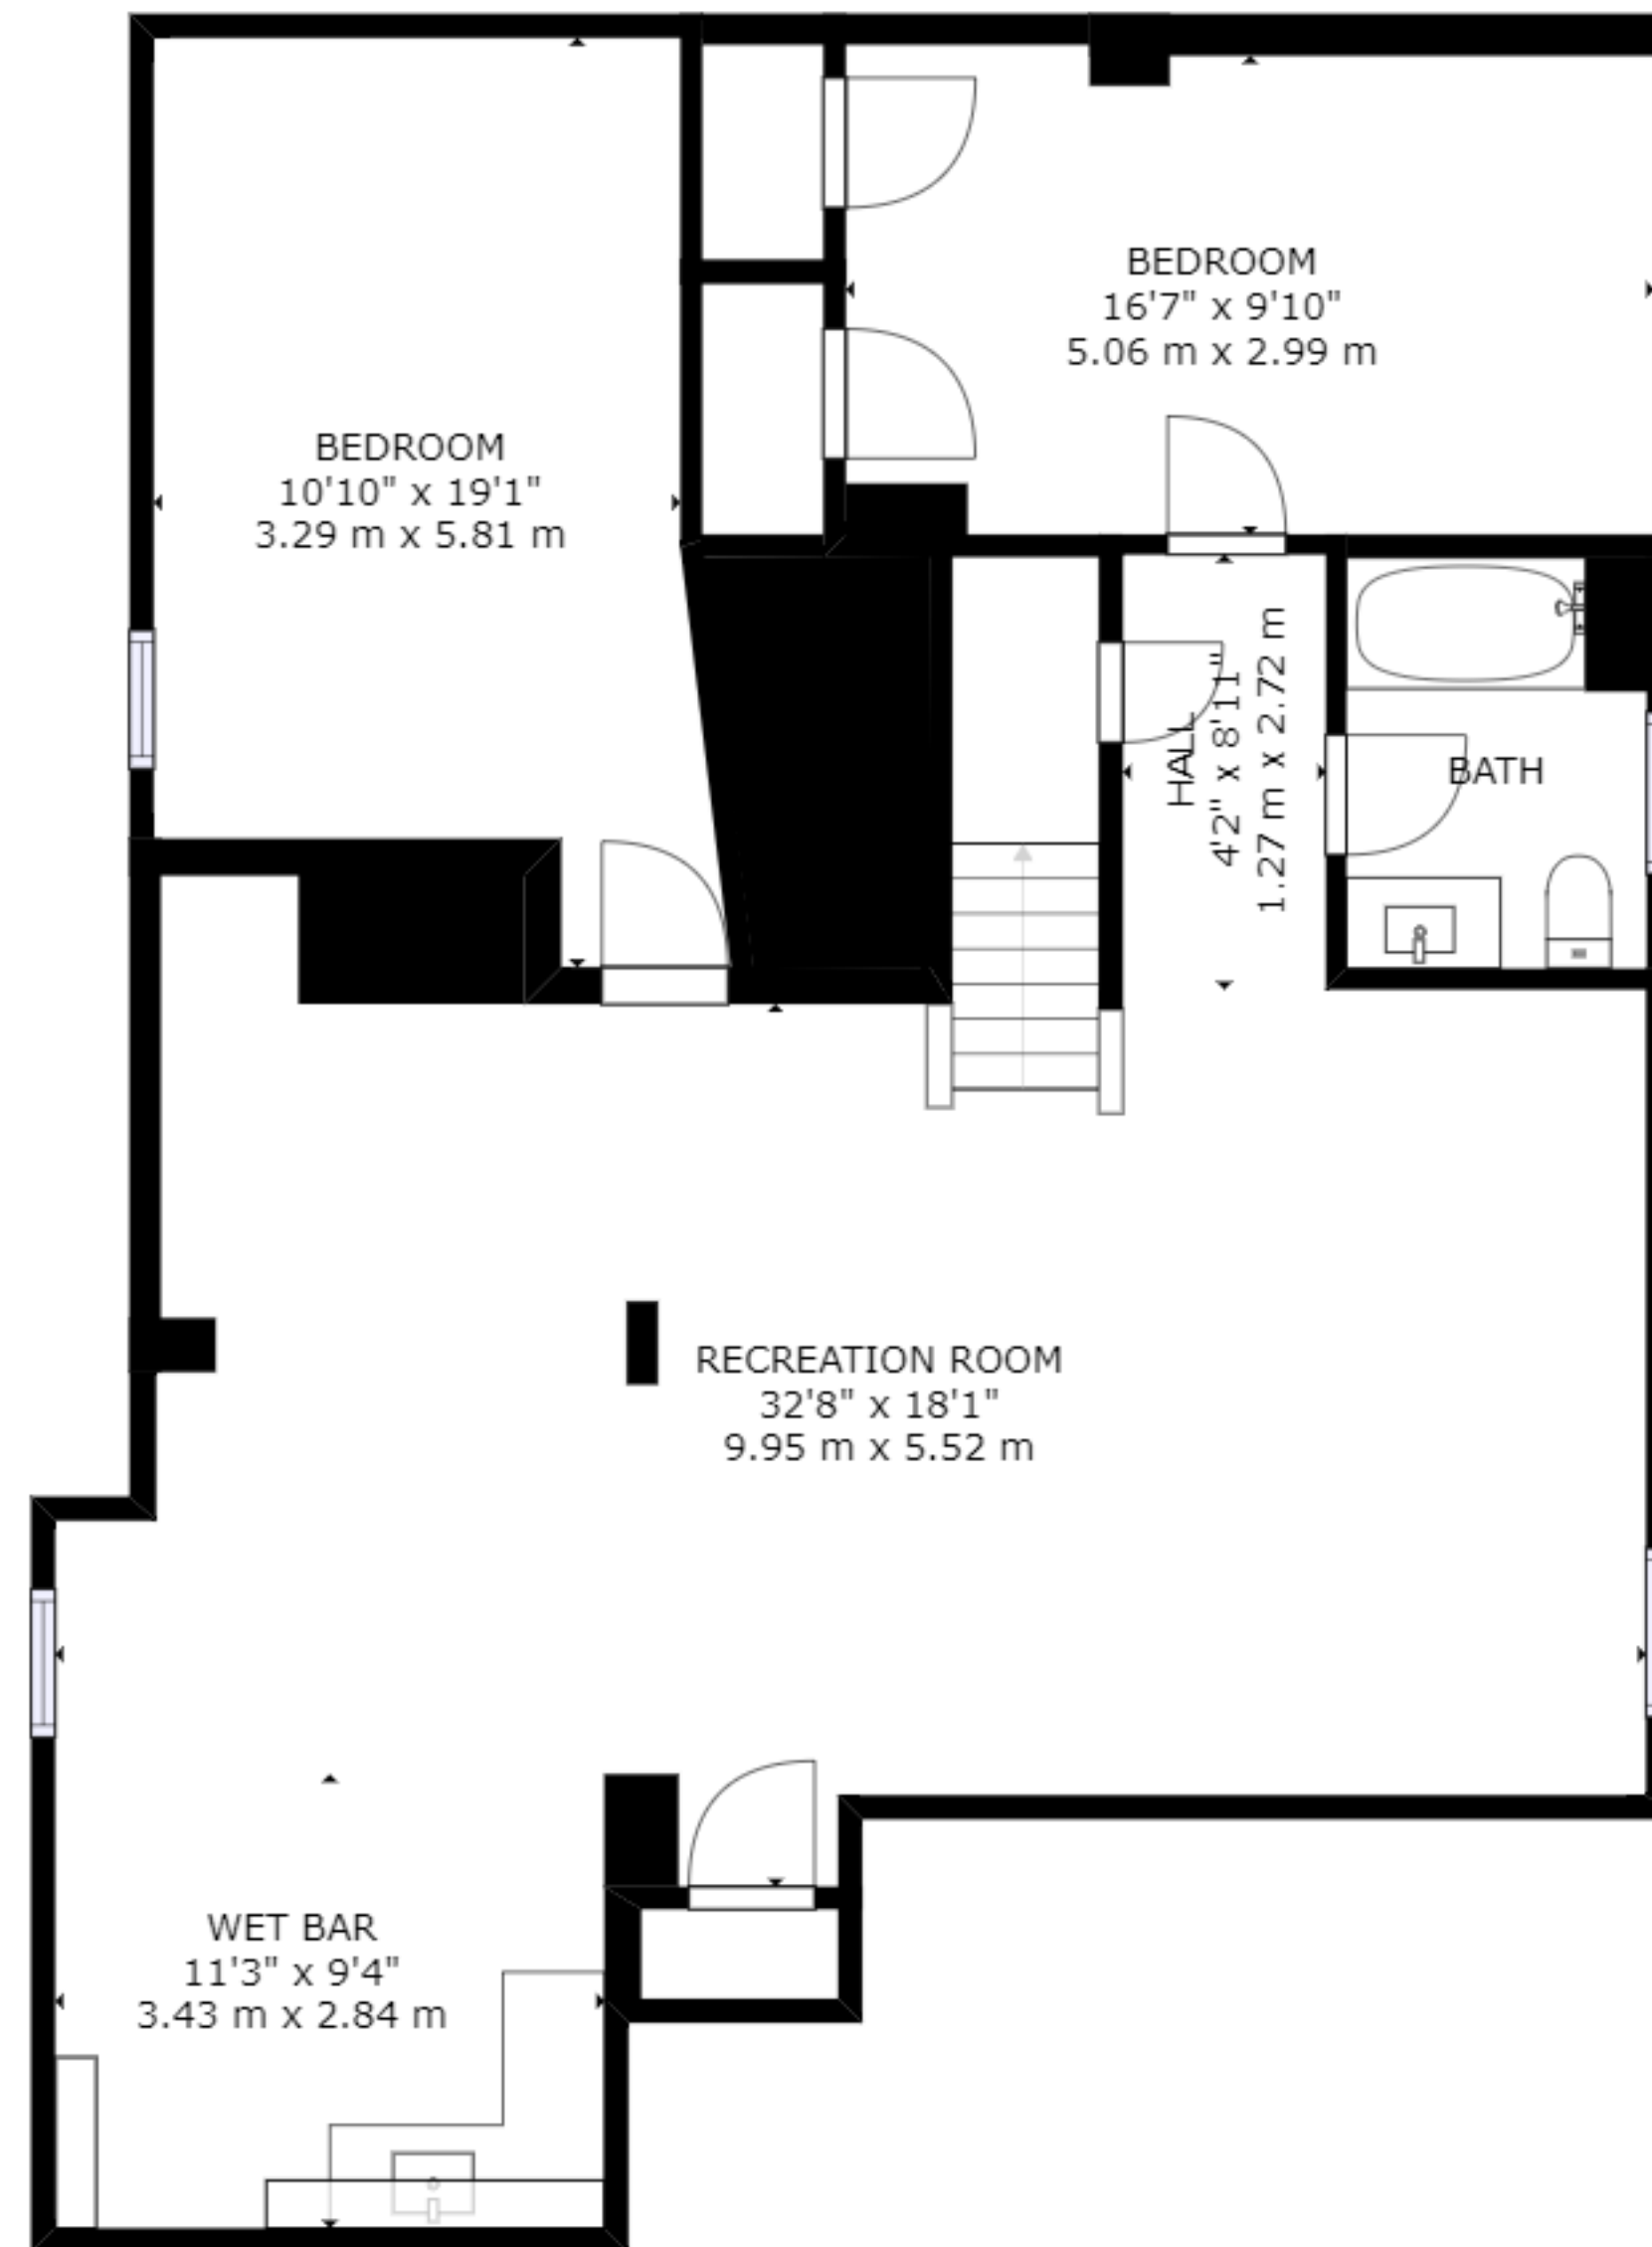 BEDROOM
16'7" x 9'10"
5.06 m x 2.99 m
BEDROOM
10'10" x 19'1"
3.29 m x 5.81 m
HALL
4'2" x 8'11"
1.27 m x 2.72 m
BATH
RECREATION ROOM
32'8" x 18'1"
9.95 m x 5.52 m
WET BAR
11'3" x 9'4"
3.43 m x 2.84 m